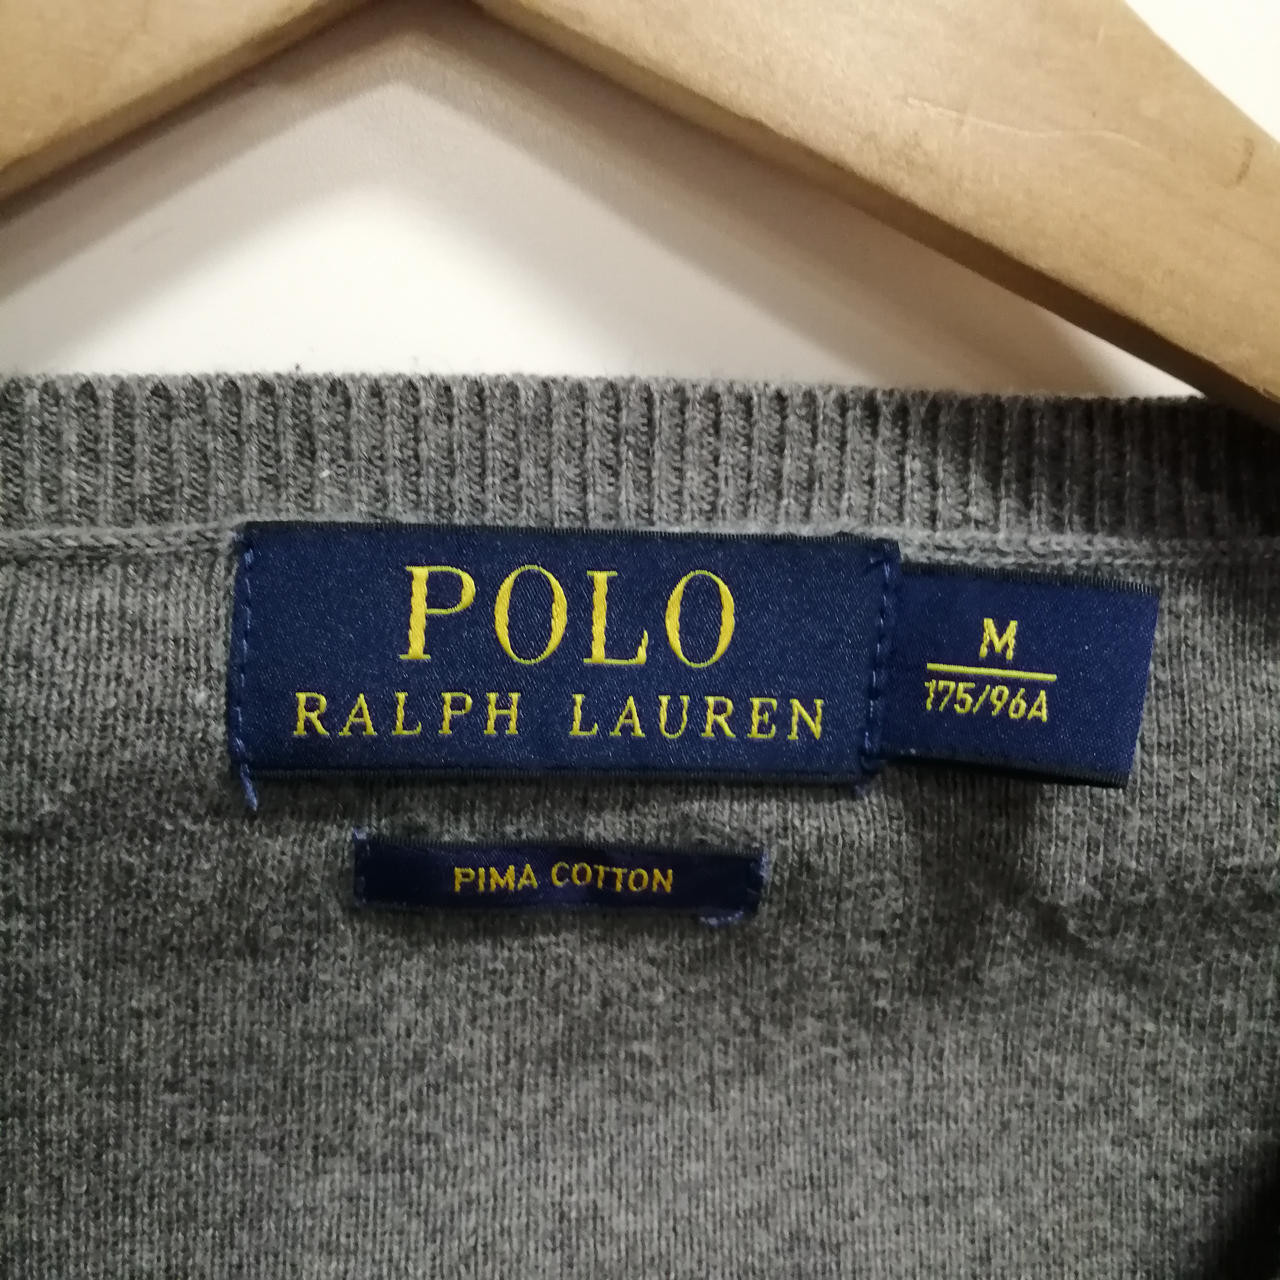 POLO
RALPH LAUREN
M
175/96A
PIMA COTTON